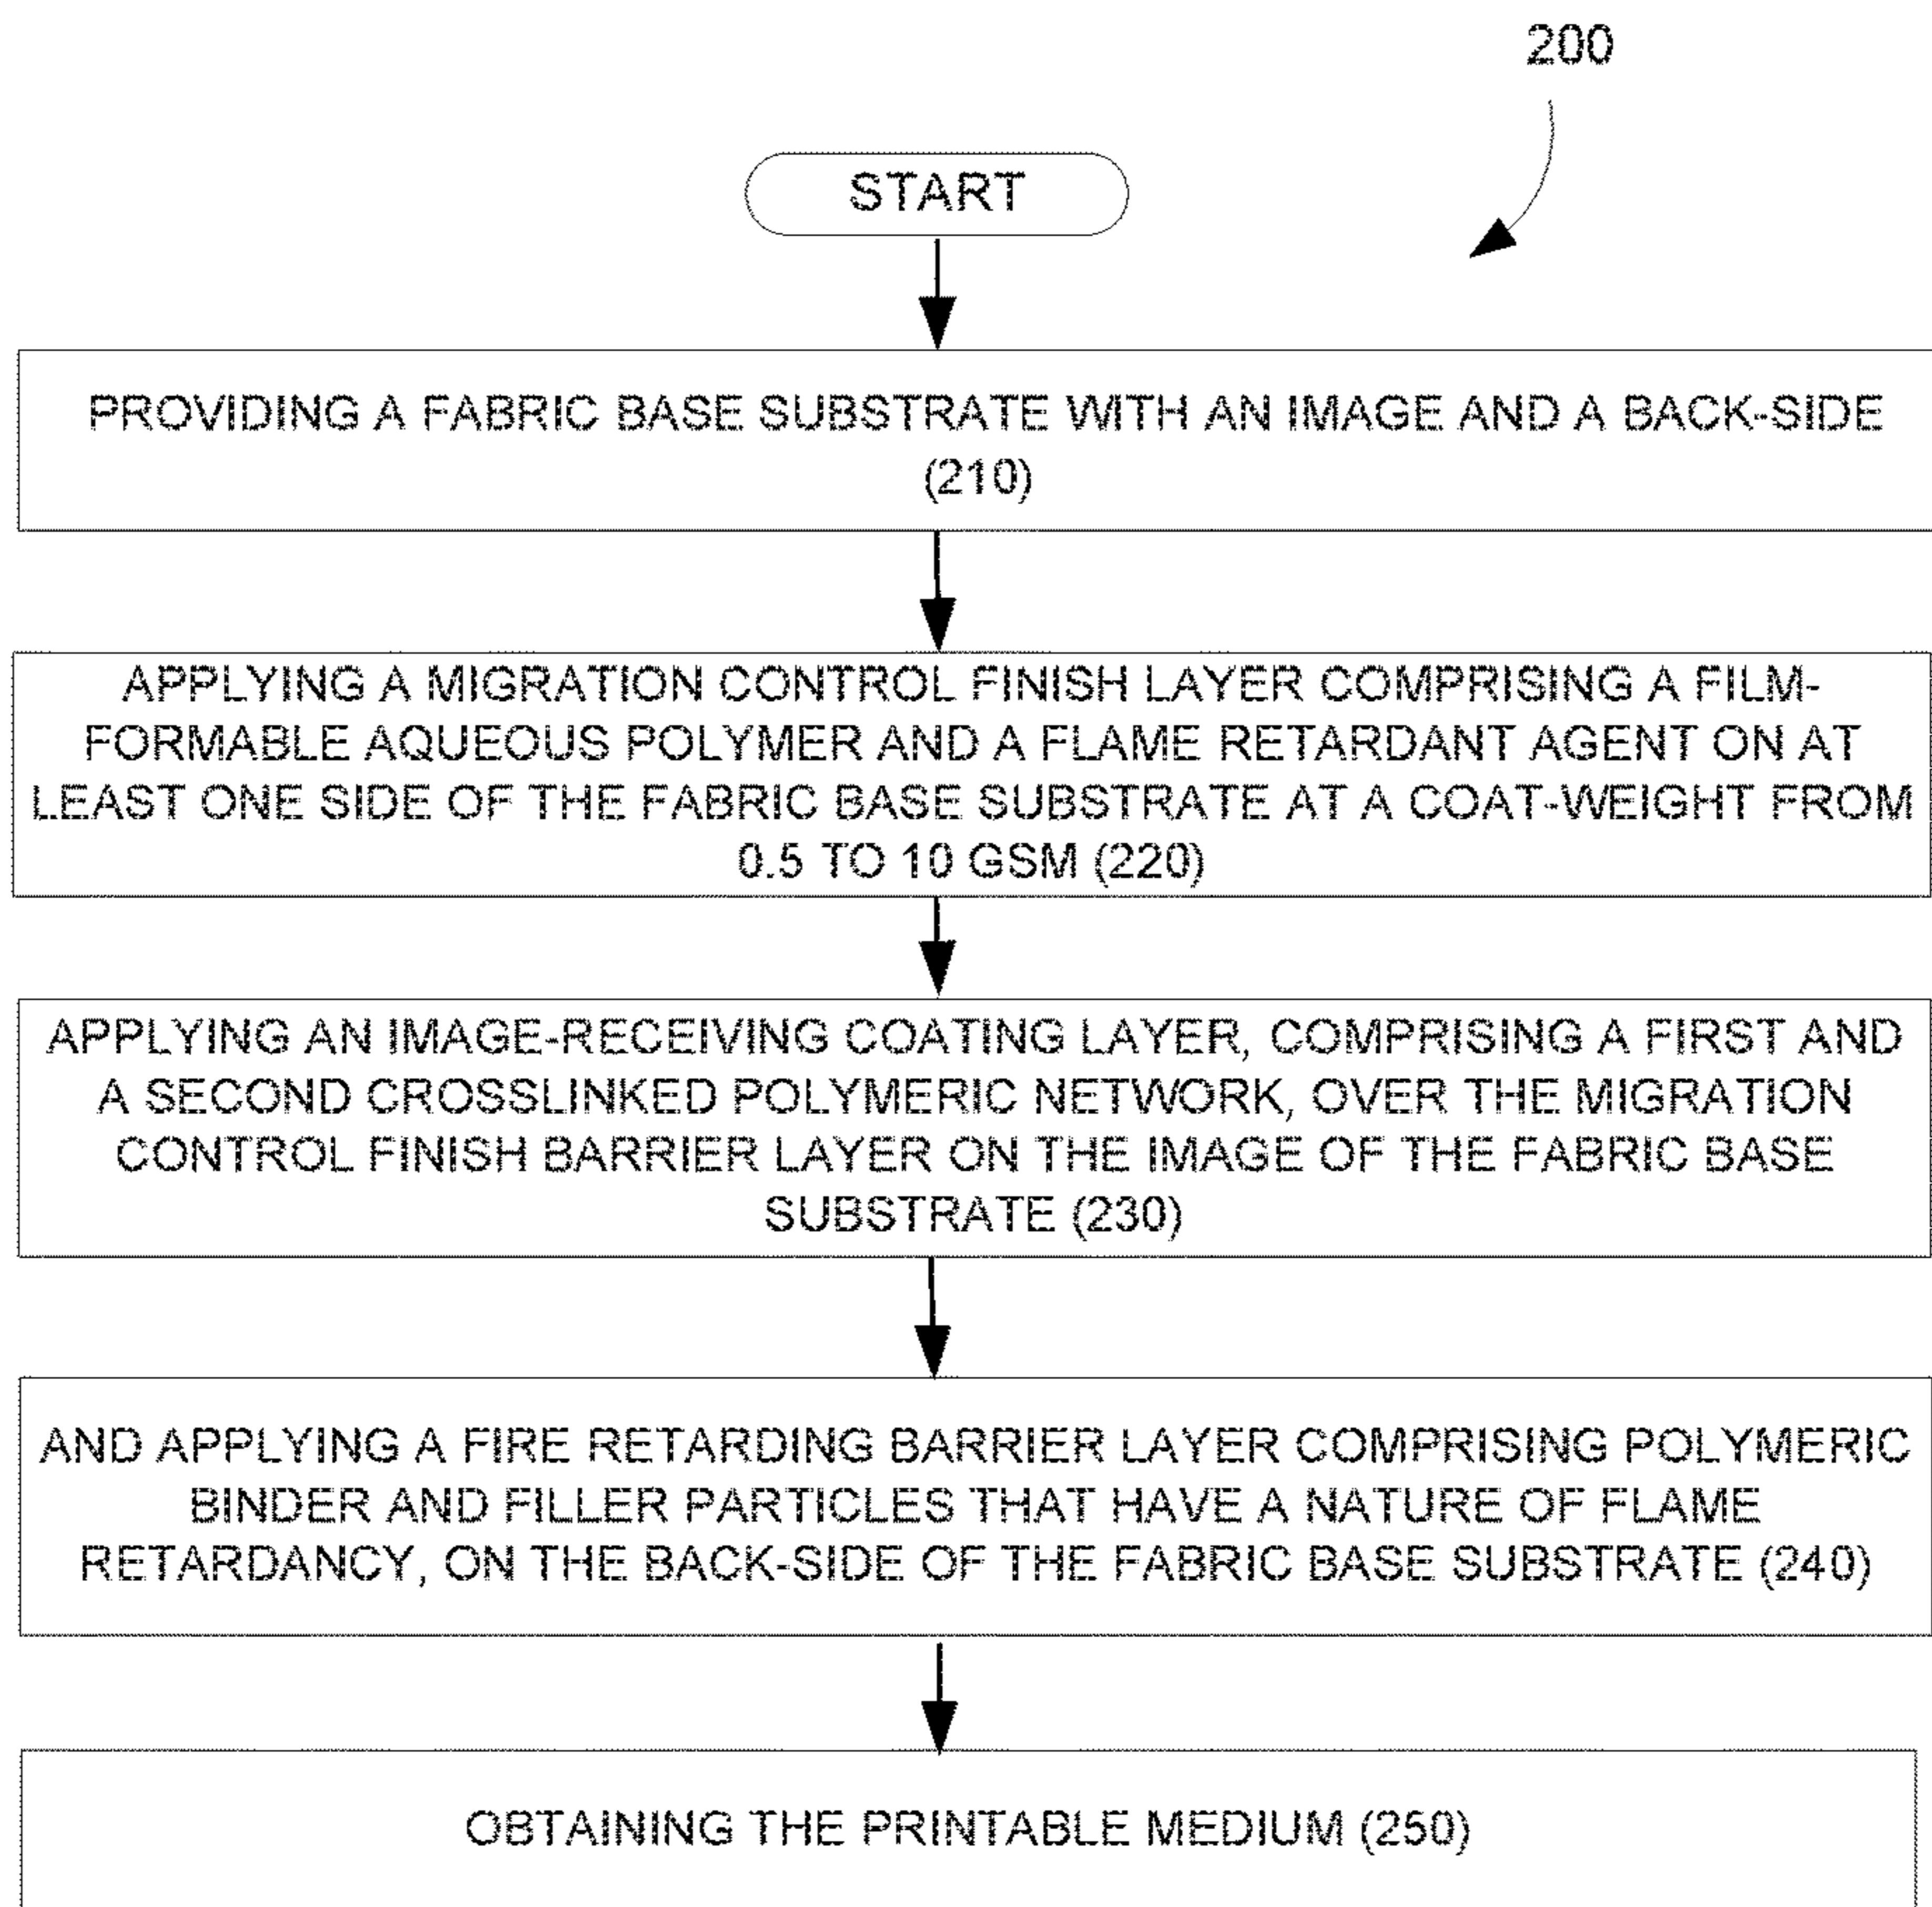 200
START
PROVIDING A FABRIC BASE SUBSTRATE WITH AN IMAGE AND A BACK-SIDE
(210)
APPLYING A MIGRATION CONTROL FINISH LAYER COMPRISING A FILM-
FORMABLE AQUEOUS POLYMER AND A FLAME RETARDANT AGENT ON AT
LEAST ONE SIDE OF THE FABRIC BASE SUBSTRATE AT A COAT-WEIGHT FROM
0.5 TO 10 GSM (220)
APPLYING AN IMAGE-RECEIVING COATING LAYER, COMPRISING A FIRST AND
A SECOND CROSSLINKED POLYMERIC NETWORK, OVER THE MIGRATION
CONTROL FINISH BARRIER LAYER ON THE IMAGE OF THE FABRIC BASE
SUBSTRATE (230)
AND APPLYING A FIRE RETARDING BARRIER LAYER COMPRISING POLYMERIC
BINDER AND FILLER PARTICLES THAT HAVE A NATURE OF FLAME
RETARDANCY, ON THE BACK-SIDE OF THE FABRIC BASE SUBSTRATE (240)
OBTAINING THE PRINTABLE MEDIUM (250)